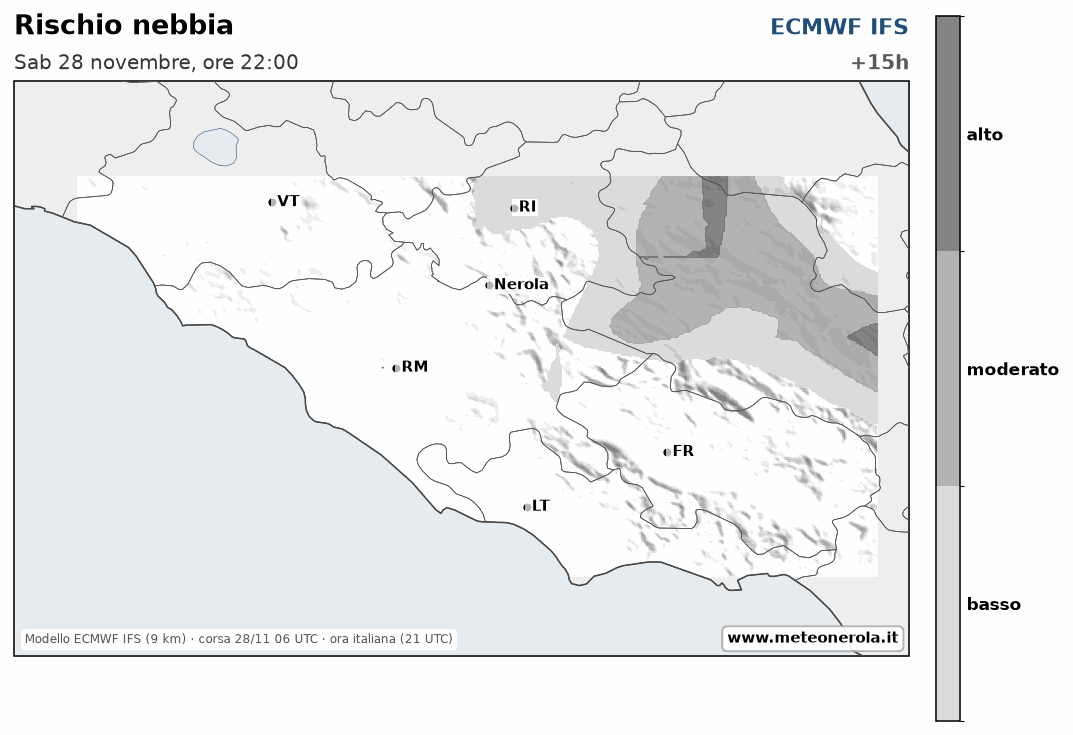 Rischio nebbia
ECMWF IFS
Sab 28 novembre, ore 22:00
+15h
alto
VT
RI
Nerola
moderato
RM
FR
LT
basso
Modello ECMWF IFS (9 km) · corsa 28/11 06 UTC · ora italiana (21 UTC)
www.meteonerola.it